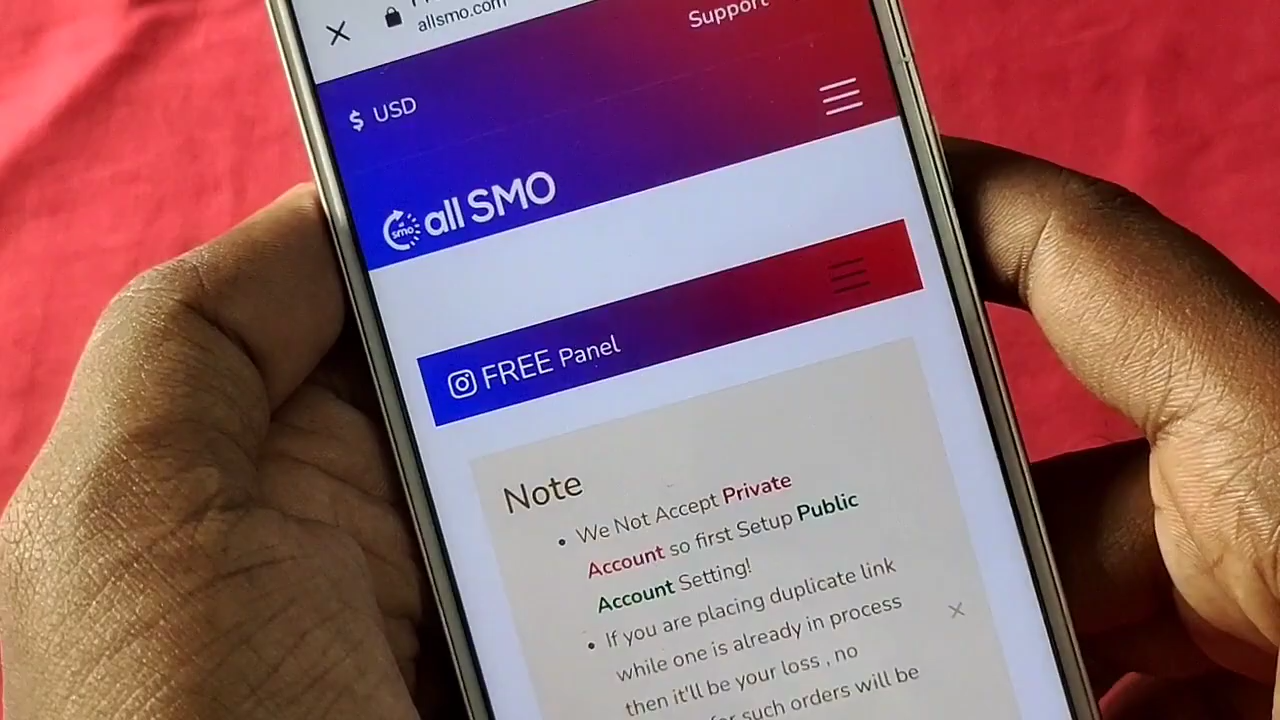 allsmo.com
Support
$ USD
smo all SMO
FREE Panel
Note
• We Not Accept Private
Account so first Setup Public
Account Setting!
• If you are placing duplicate link
while one is already in process
then it'll be your loss , no
for such orders will be